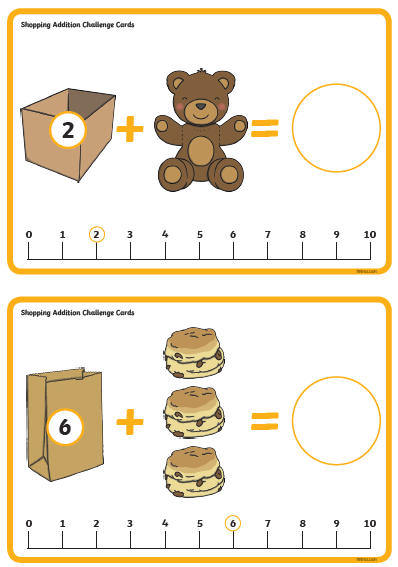 Shopping Addition Challenge Cards
2 + =
0 1 2 3 4 5 6 7 8 9 10
Shopping Addition Challenge Cards
6 + =
0 1 2 3 4 5 6 7 8 9 10